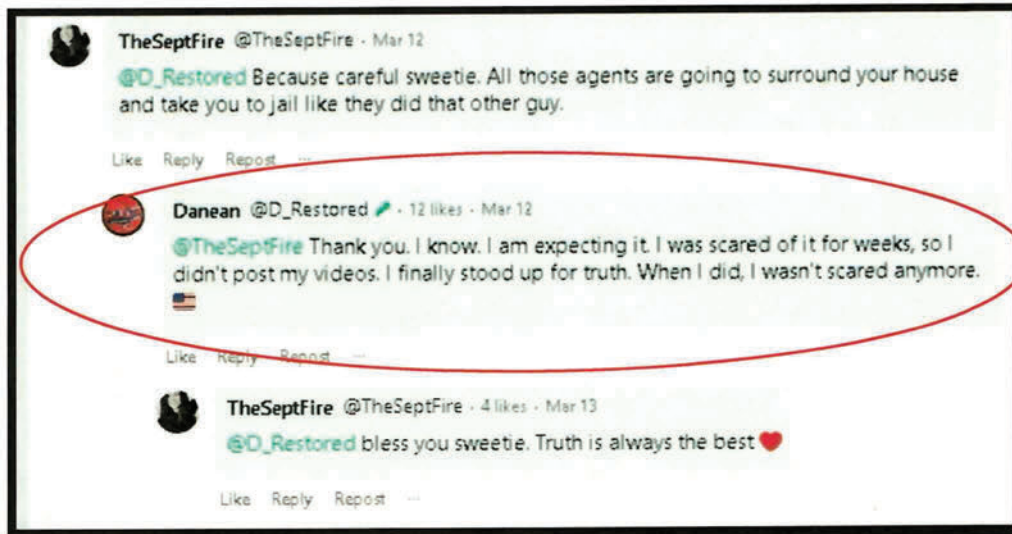 TheSeptFire @TheSeptFire · Mar 12
@D_Restored Because careful sweetie. All those agents are going to surround your house
and take you to jail like they did that other guy.
Like Reply Repost ...
Danean @D_Restored · 12 likes · Mar 12
@TheSeptFire Thank you. I know. I am expecting it. I was scared of it for weeks, so I
didn't post my videos. I finally stood up for truth. When I did, I wasn't scared anymore.
Like Reply Repost ...
TheSeptFire @TheSeptFire · 4 likes · Mar 13
@D_Restored bless you sweetie. Truth is always the best
Like Reply Repost ...